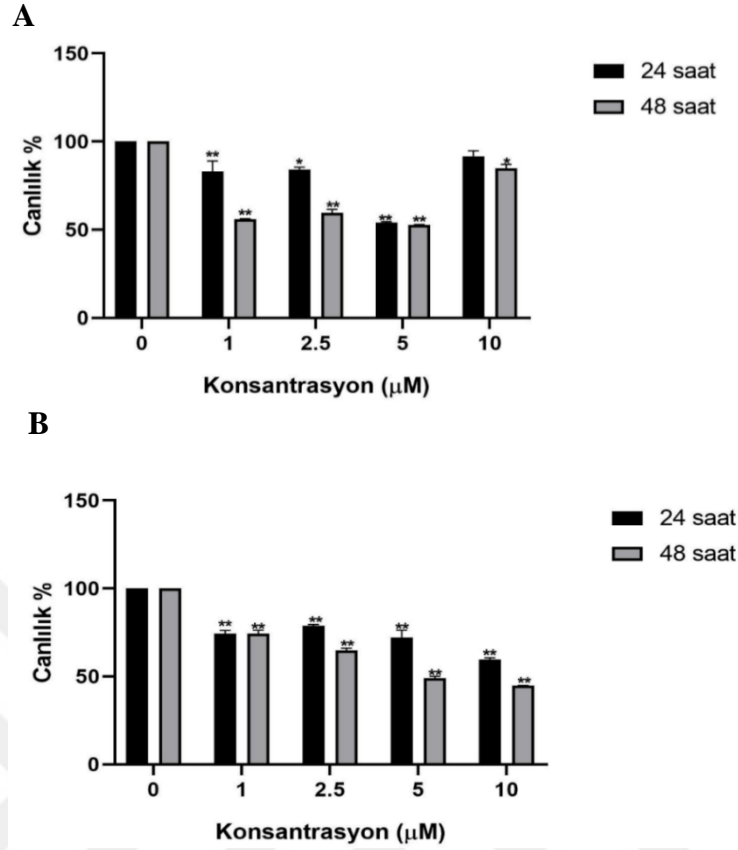 A
150
100
50
0
Canlılık %
** ** * ** ** ** *
0 1 2.5 5 10
Konsantrasyon (µM)
24 saat
48 saat
B
150
100
50
0
Canlılık %
** ** ** ** ** ** ** **
0 1 2.5 5 10
Konsantrasyon (µM)
24 saat
48 saat